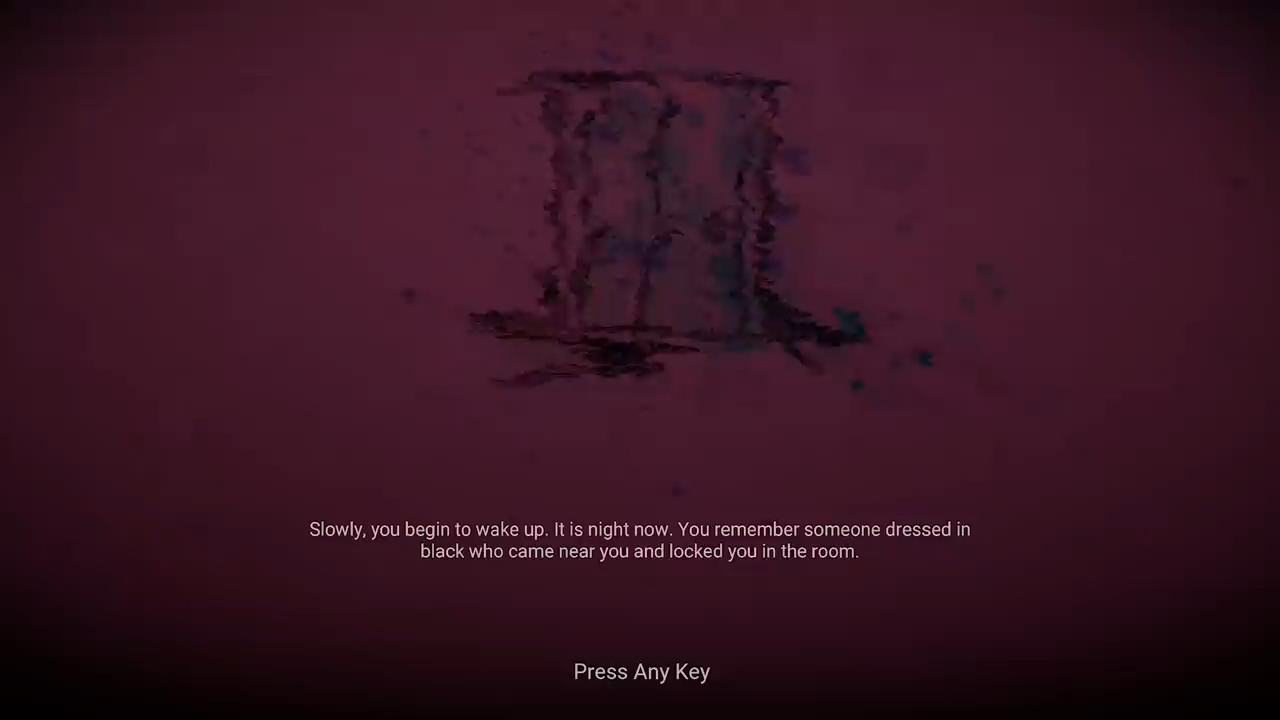 Slowly, you begin to wake up. It is night now. You remember someone dressed in
black who came near you and locked you in the room.
Press Any Key